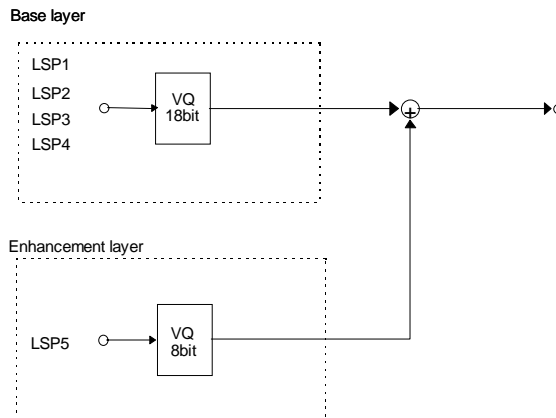 Base layer
LSP1
LSP2
LSP3
LSP4
VQ
18bit
+
Enhancement layer
LSP5
VQ
8bit